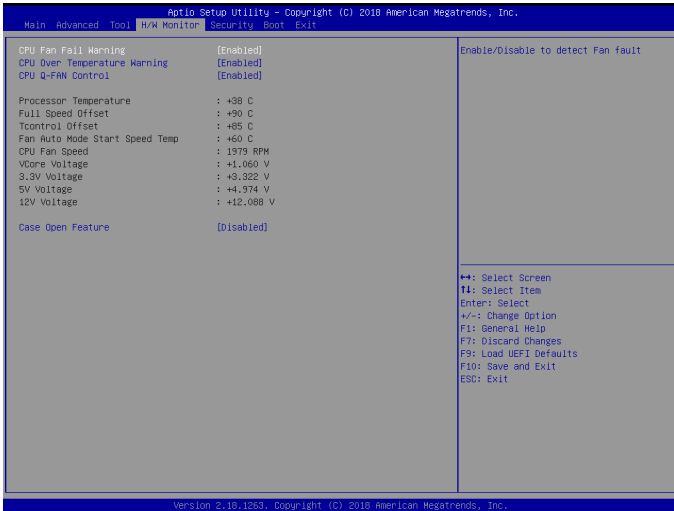 Aptio Setup Utility - Copyright (C) 2018 American Megatrends, Inc.
Main Advanced Tool H/W Monitor Security Boot Exit
CPU Fan Fail Warning [Enabled]
CPU Over Temperature Warning [Enabled]
CPU Q-FAN Control [Enabled]
Processor Temperature : +38 C
Full Speed Offset : +90 C
Tcontrol Offset : +85 C
Fan Auto Mode Start Speed Temp : +60 C
CPU Fan Speed : 1979 RPM
VCore Voltage : +1.060 V
3.3V Voltage : +3.322 V
5V Voltage : +4.974 V
12V Voltage : +12.088 V
Case Open Feature [Disabled]
Enable/Disable to detect Fan fault
↔: Select Screen
↑↓: Select Item
Enter: Select
+/-: Change Option
F1: General Help
F7: Discard Changes
F9: Load UEFI Defaults
F10: Save and Exit
ESC: Exit
Version 2.18.1263. Copyright (C) 2018 American Megatrends, Inc.